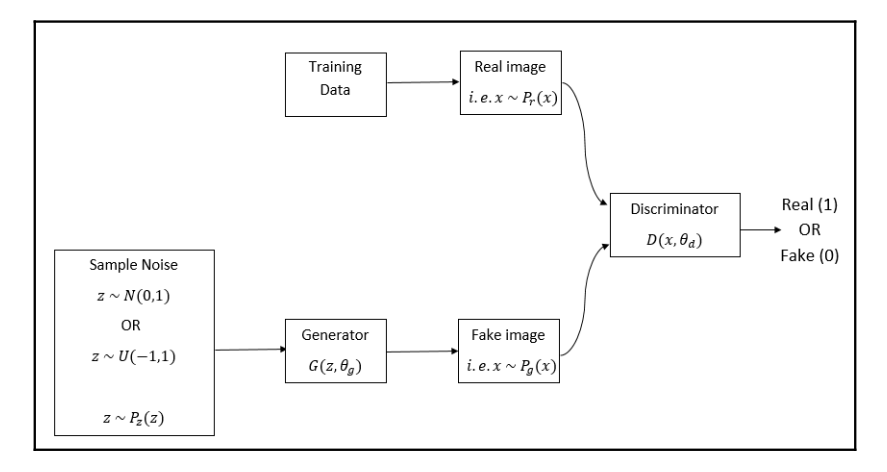 Training
Data
Real image
i.e.x ~ P_r(x)
Discriminator
D(x,θ_d)
Real (1)
OR
Fake (0)
Sample Noise
z ~ N(0,1)
OR
z ~ U(−1,1)
z ~ P_z(z)
Generator
G(z,θ_g)
Fake image
i.e.x ~ P_g(x)